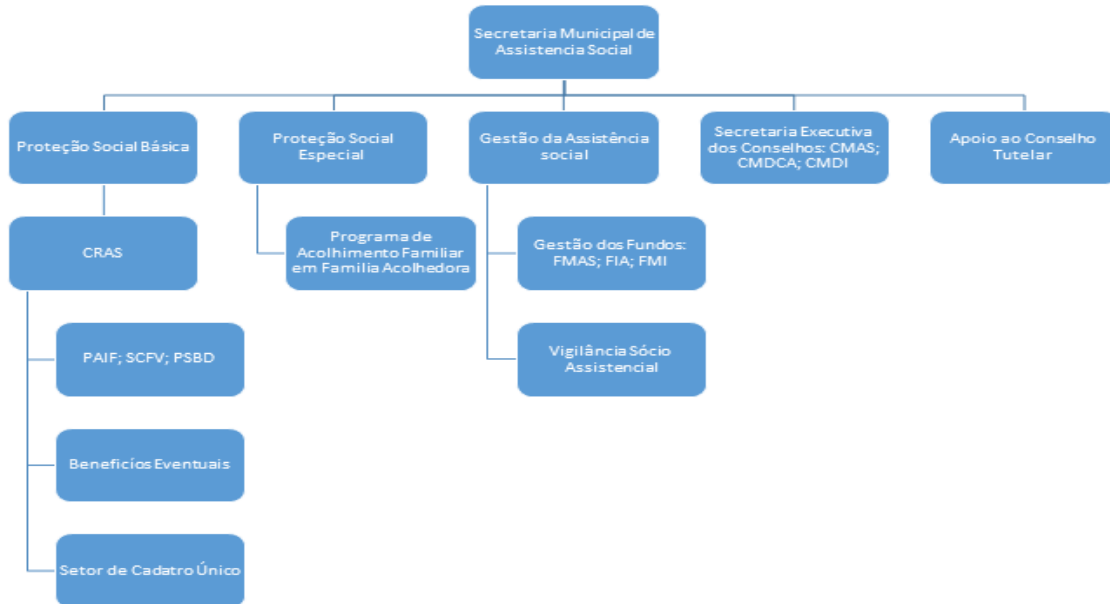 Secretaria Municipal de
Assistencia Social
Proteção Social Básica
Proteção Social
Especial
Gestão da Assistência
social
Secretaria Executiva
dos Conselhos: CMAS;
CMDCA; CMDI
Apoio ao Conselho
Tutelar
CRAS
Programa de
Acolhimento Familiar
em Familia Acolhedora
Gestão dos Fundos:
FMAS; FIA; FMI
PAIF; SCFV; PSBD
Vigilância Sócio
Assistencial
Beneficíos Eventuais
Setor de Cadatro Único